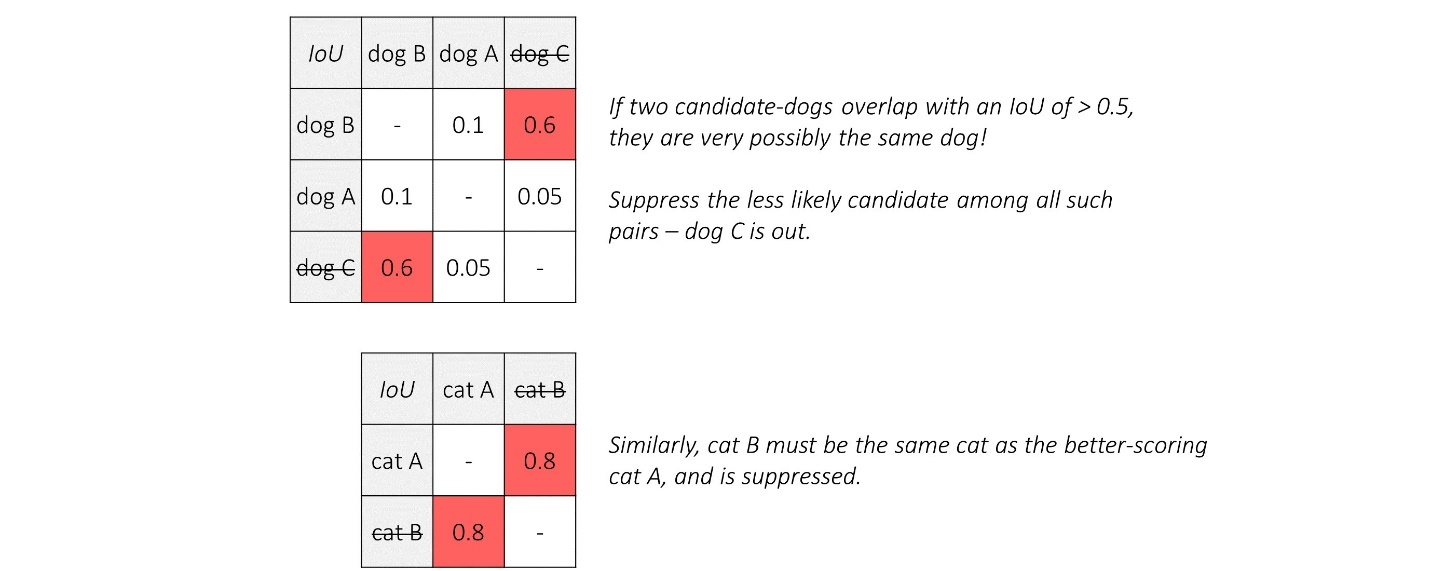 IoU dog B dog A dog C
dog B - 0.1 0.6
dog A 0.1 - 0.05
dog C 0.6 0.05 -
If two candidate-dogs overlap with an IoU of > 0.5,
they are very possibly the same dog!
Suppress the less likely candidate among all such
pairs – dog C is out.
IoU cat A cat B
cat A - 0.8
cat B 0.8 -
Similarly, cat B must be the same cat as the better-scoring
cat A, and is suppressed.